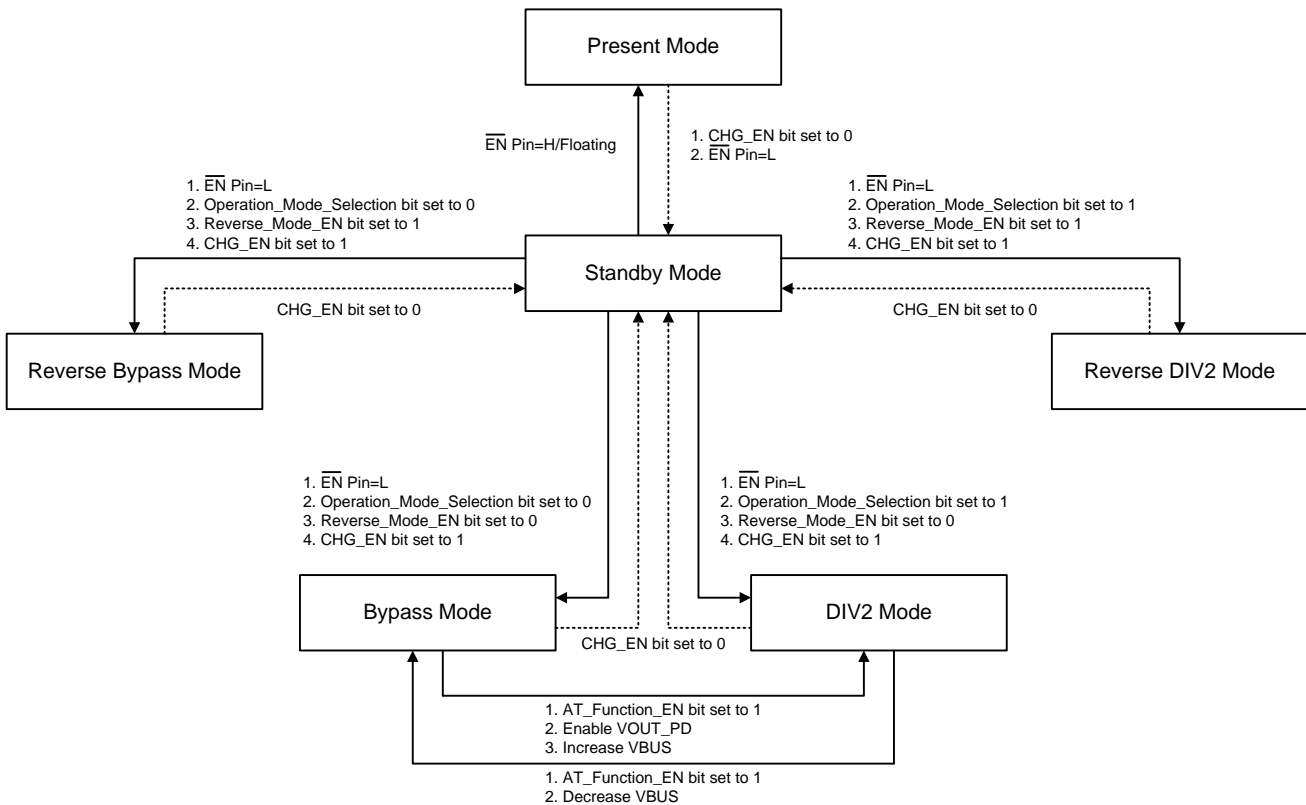 Present Mode
EN Pin=H/Floating
1. CHG_EN bit set to 0
2. EN Pin=L
1. EN Pin=L
2. Operation_Mode_Selection bit set to 0
3. Reverse_Mode_EN bit set to 1
4. CHG_EN bit set to 1
1. EN Pin=L
2. Operation_Mode_Selection bit set to 1
3. Reverse_Mode_EN bit set to 1
4. CHG_EN bit set to 1
Standby Mode
CHG_EN bit set to 0
CHG_EN bit set to 0
Reverse Bypass Mode
Reverse DIV2 Mode
1. EN Pin=L
2. Operation_Mode_Selection bit set to 0
3. Reverse_Mode_EN bit set to 0
4. CHG_EN bit set to 1
1. EN Pin=L
2. Operation_Mode_Selection bit set to 1
3. Reverse_Mode_EN bit set to 0
4. CHG_EN bit set to 1
Bypass Mode
DIV2 Mode
CHG_EN bit set to 0
1. AT_Function_EN bit set to 1
2. Enable VOUT_PD
3. Increase VBUS
1. AT_Function_EN bit set to 1
2. Decrease VBUS